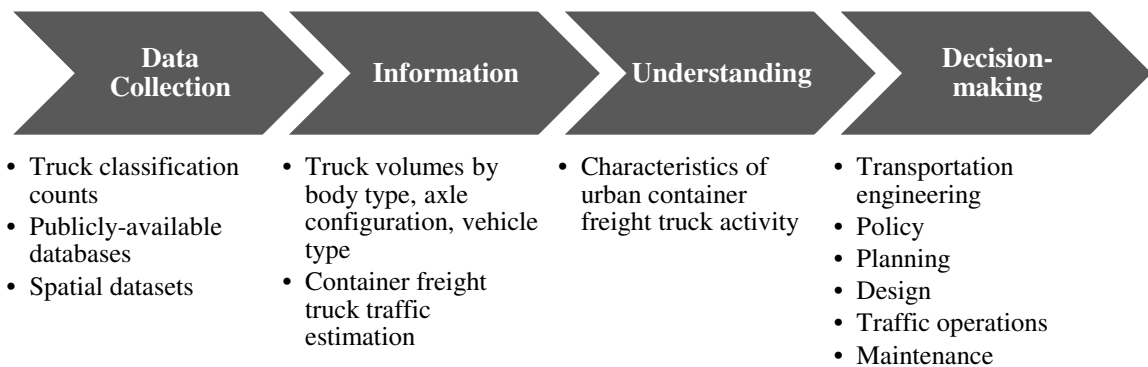 Data
Collection
Information
Understanding
Decision-
making
• Truck classification
counts
• Publicly-available
databases
• Spatial datasets
• Truck volumes by
body type, axle
configuration, vehicle
type
• Container freight
truck traffic
estimation
• Characteristics of
urban container
freight truck activity
• Transportation
engineering
• Policy
• Planning
• Design
• Traffic operations
• Maintenance